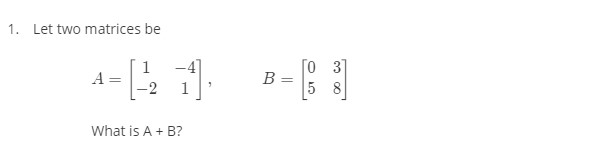 1. Let two matrices be
A = [ 1 −4 ; −2 1 ], B = [ 0 3 ; 5 8 ]
What is A + B?